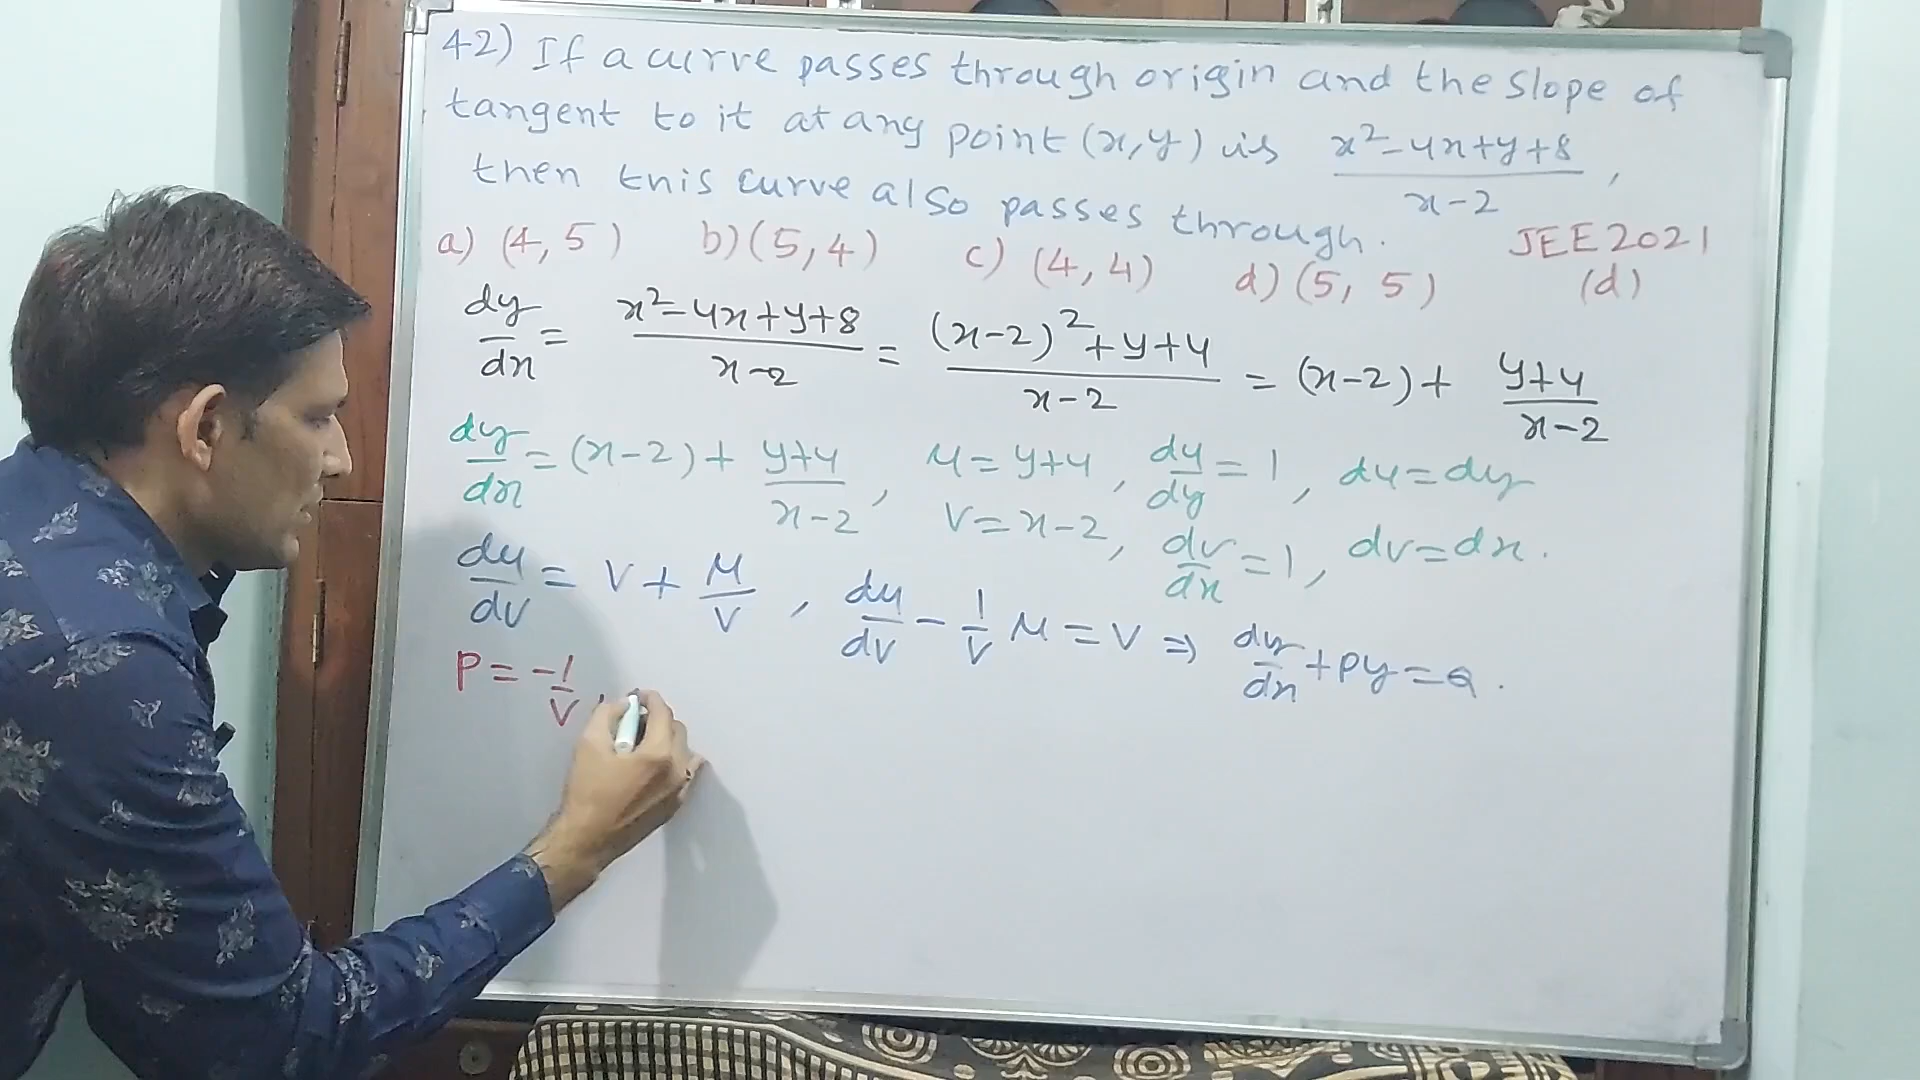 42) If a curve passes through origin and the slope of
tangent to it at any point (x,y) is x²-4x+y+8 / x-2 ,
then this curve also passes through.
a) (4, 5) b) (5, 4) c) (4, 4) d) (5, 5) JEE 2021 (d)
dy/dx = x²-4x+y+8 / x-2 = (x-2)²+y+4 / x-2 = (x-2) + y+4 / x-2
dy/dx = (x-2) + y+4 / x-2 , u = y+4 , du/dy = 1 , du = dy
v = x-2 , dv/dx = 1 , dv = dx .
du/dv = v + u/v , du/dv - 1/v u = v ⇒ dy/dx + py = Q .
P = -1/v ,